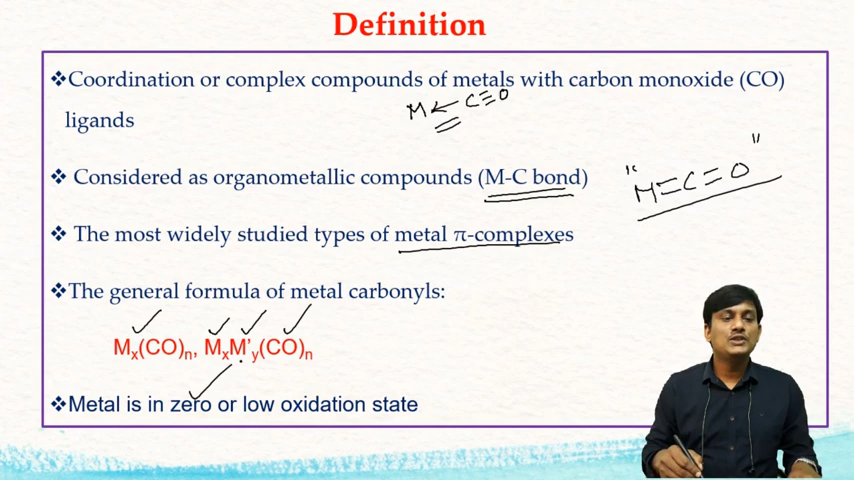 Definition
❖Coordination or complex compounds of metals with carbon monoxide (CO)
M ← C≡O
ligands
❖ Considered as organometallic compounds (M-C bond)
"M=C=O"
❖ The most widely studied types of metal π-complexes
❖The general formula of metal carbonyls:
Mx(CO)n, MxM'y(CO)n
❖Metal is in zero or low oxidation state